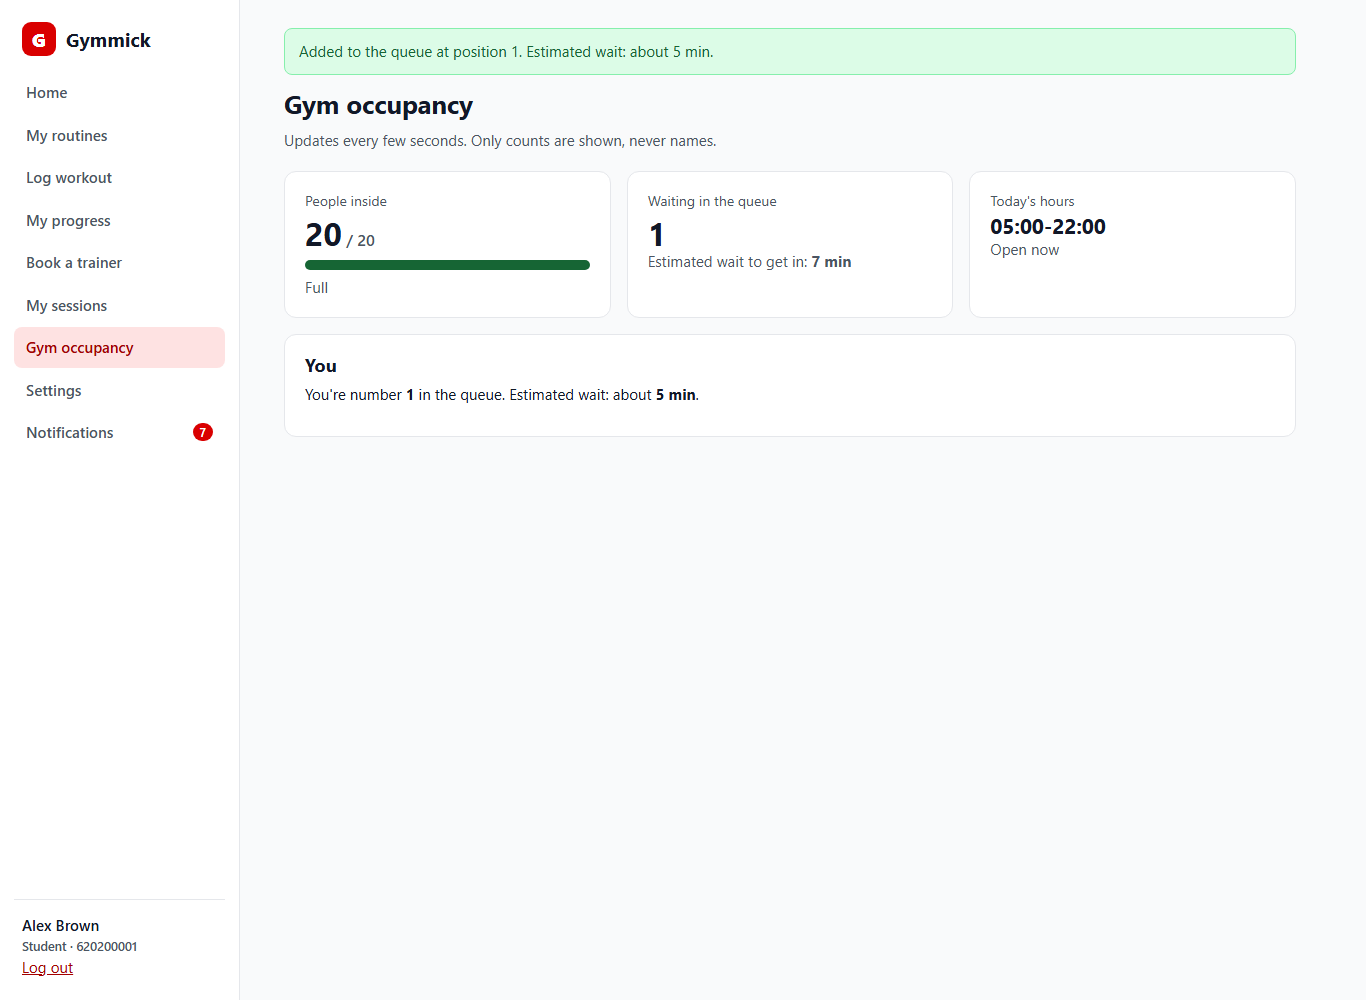 G Gymmick
Home
My routines
Log workout
My progress
Book a trainer
My sessions
Gym occupancy
Settings
Notifications 7
Alex Brown
Student · 620200001
Log out
Added to the queue at position 1. Estimated wait: about 5 min.
Gym occupancy
Updates every few seconds. Only counts are shown, never names.
People inside
20 / 20
Full
Waiting in the queue
1
Estimated wait to get in: 7 min
Today's hours
05:00-22:00
Open now
You
You're number 1 in the queue. Estimated wait: about 5 min.